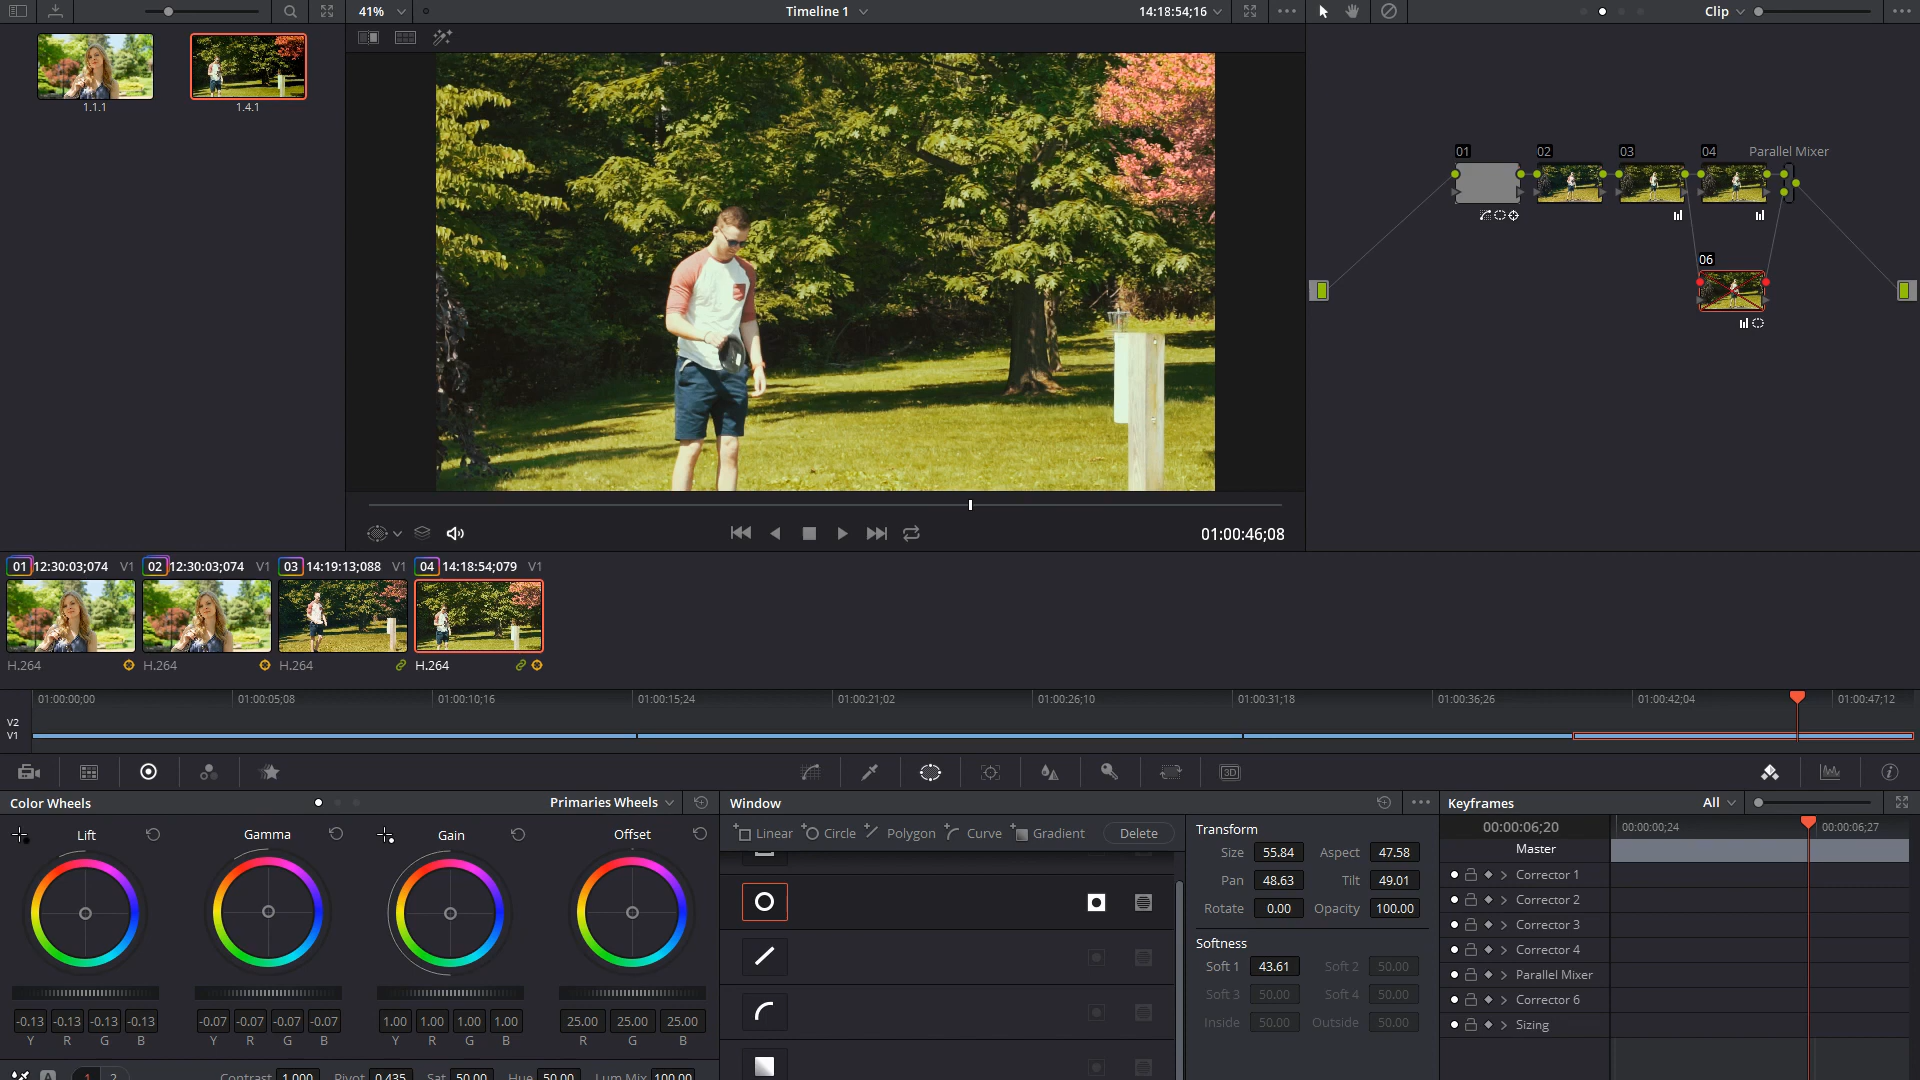 41%
Timeline 1
14:18:54;16
Clip
1.1.1
1.4.1
01
02
03
04
Parallel Mixer
06
01:00:46;08
01 12:30:03;074 V1
02 12:30:03;074 V1
03 14:19:13;088 V1
04 14:18:54;079 V1
H.264
H.264
H.264
H.264
01:00:00;00 01:00:05;08 01:00:10;16 01:00:15;24 01:00:21;02 01:00:26;10 01:00:31;18 01:00:36;26 01:00:42;04 01:00:47;12
V2
V1
3D
Color Wheels
Primaries Wheels
Lift Gamma Gain Offset
-0.13 -0.13 -0.13 -0.13
Y R G B
-0.07 -0.07 -0.07 -0.07
Y R G B
1.00 1.00 1.00 1.00
Y R G B
25.00 25.00 25.00
R G B
A 1 2 Contrast 1.000 Pivot 0.435 Sat 50.00 Hue 50.00 Lum Mix 100.00
Window
Linear Circle Polygon Curve Gradient Delete
Transform
Size 55.84 Aspect 47.58
Pan 48.63 Tilt 49.01
Rotate 0.00 Opacity 100.00
Softness
Soft 1 43.61 Soft 2 50.00
Soft 3 50.00 Soft 4 50.00
Inside 50.00 Outside 50.00
Keyframes
All
00:00:06;20
00:00:00;24
00:00:06;27
Master
Corrector 1
Corrector 2
Corrector 3
Corrector 4
Parallel Mixer
Corrector 6
Sizing